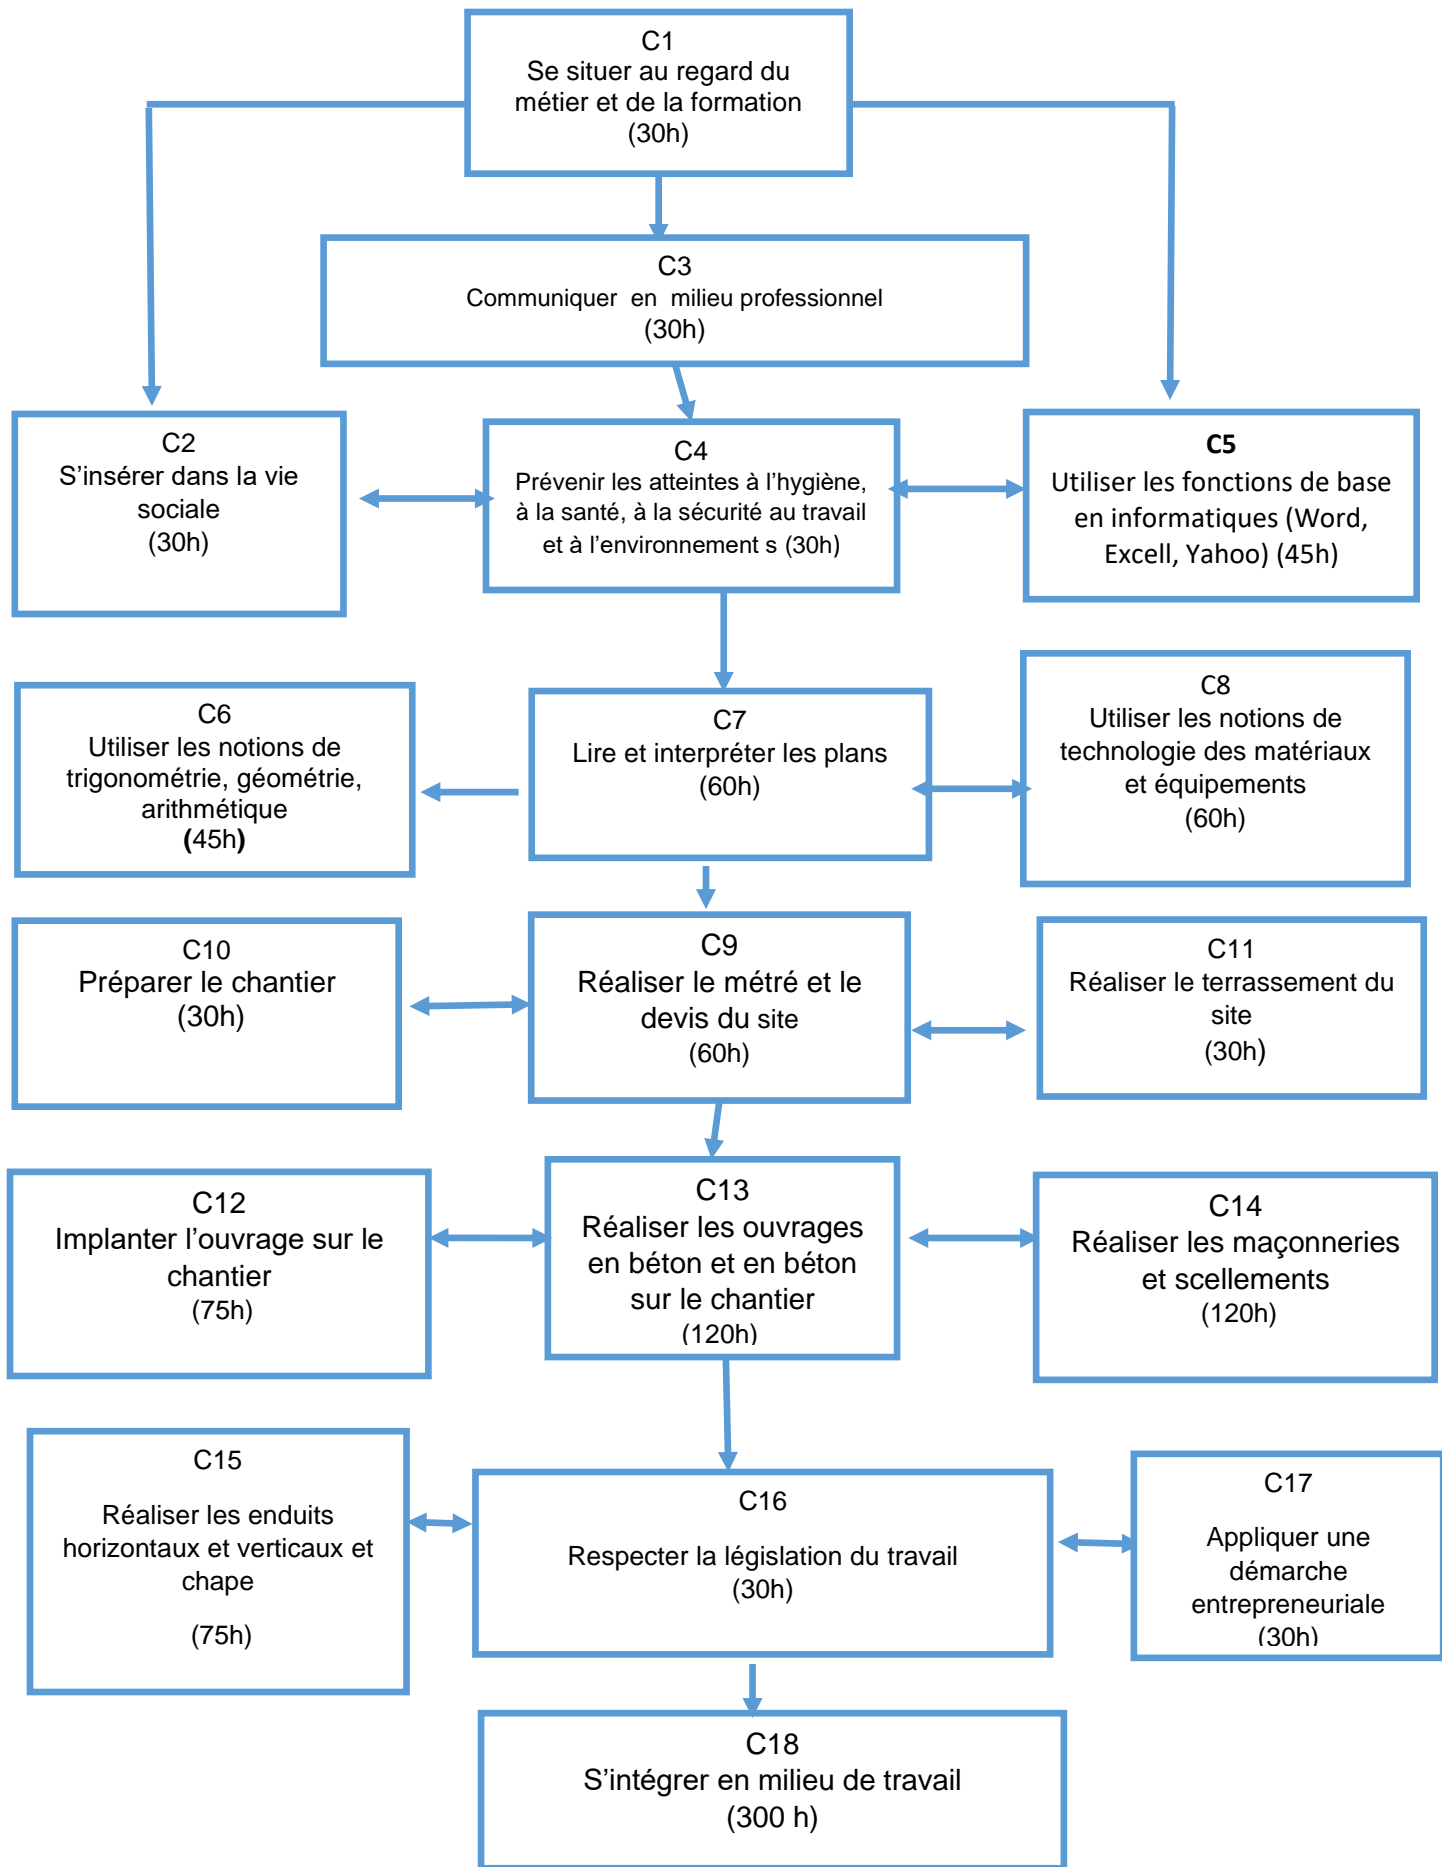 C1
Se situer au regard du
métier et de la formation
(30h)
C3
Communiquer en milieu professionnel
(30h)
C2
S’insérer dans la vie
sociale
(30h)
C4
Prévenir les atteintes à l’hygiène,
à la santé, à la sécurité au travail
et à l’environnement s (30h)
C5
Utiliser les fonctions de base
en informatiques (Word,
Excell, Yahoo) (45h)
C6
Utiliser les notions de
trigonométrie, géométrie,
arithmétique
(45h)
C7
Lire et interpréter les plans
(60h)
C8
Utiliser les notions de
technologie des matériaux
et équipements
(60h)
C10
Préparer le chantier
(30h)
C9
Réaliser le métré et le
devis du site
(60h)
C11
Réaliser le terrassement du
site
(30h)
C12
Implanter l’ouvrage sur le
chantier
(75h)
C13
Réaliser les ouvrages
en béton et en béton
sur le chantier
(120h)
C14
Réaliser les maçonneries
et scellements
(120h)
C15
Réaliser les enduits
horizontaux et verticaux et
chape
(75h)
C16
Respecter la législation du travail
(30h)
C17
Appliquer une
démarche
entrepreneuriale
(30h)
C18
S’intégrer en milieu de travail
(300 h)